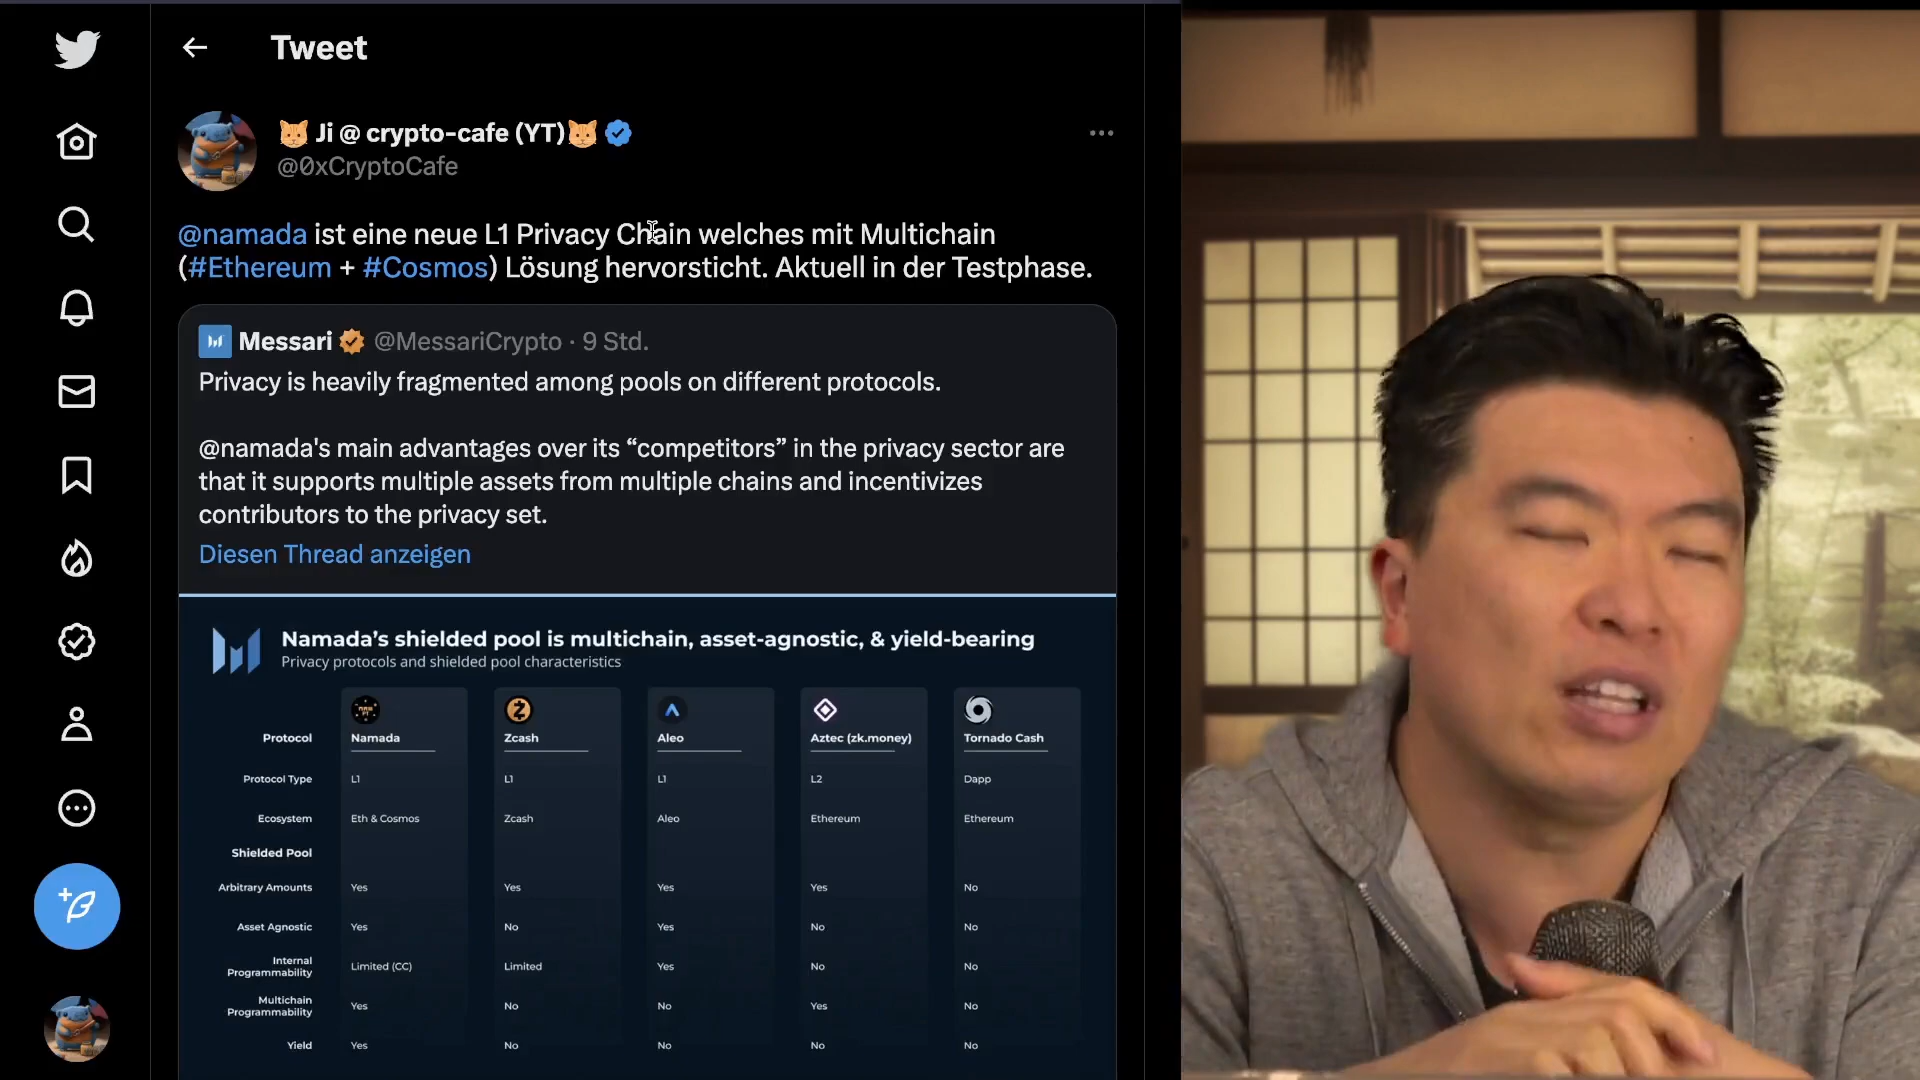 Tweet
Ji @ crypto-cafe (YT)
@0xCryptoCafe
@namada ist eine neue L1 Privacy Chain welches mit Multichain
(#Ethereum + #Cosmos) Lösung hervorsticht. Aktuell in der Testphase.
Messari @MessariCrypto · 9 Std.
Privacy is heavily fragmented among pools on different protocols.
@namada's main advantages over its “competitors” in the privacy sector are
that it supports multiple assets from multiple chains and incentivizes
contributors to the privacy set.
Diesen Thread anzeigen
Namada’s shielded pool is multichain, asset-agnostic, & yield-bearing
Privacy protocols and shielded pool characteristics
Protocol Namada Zcash Aleo Aztec (zk.money) Tornado Cash
Protocol Type L1 L1 L1 L2 Dapp
Ecosystem Eth & Cosmos Zcash Aleo Ethereum Ethereum
Shielded Pool
Arbitrary Amounts Yes Yes Yes Yes No
Asset Agnostic Yes No Yes No No
Internal
Programmability Limited (CC) Limited Yes No No
Multichain
Programmability Yes No No Yes No
Yield Yes No No No No